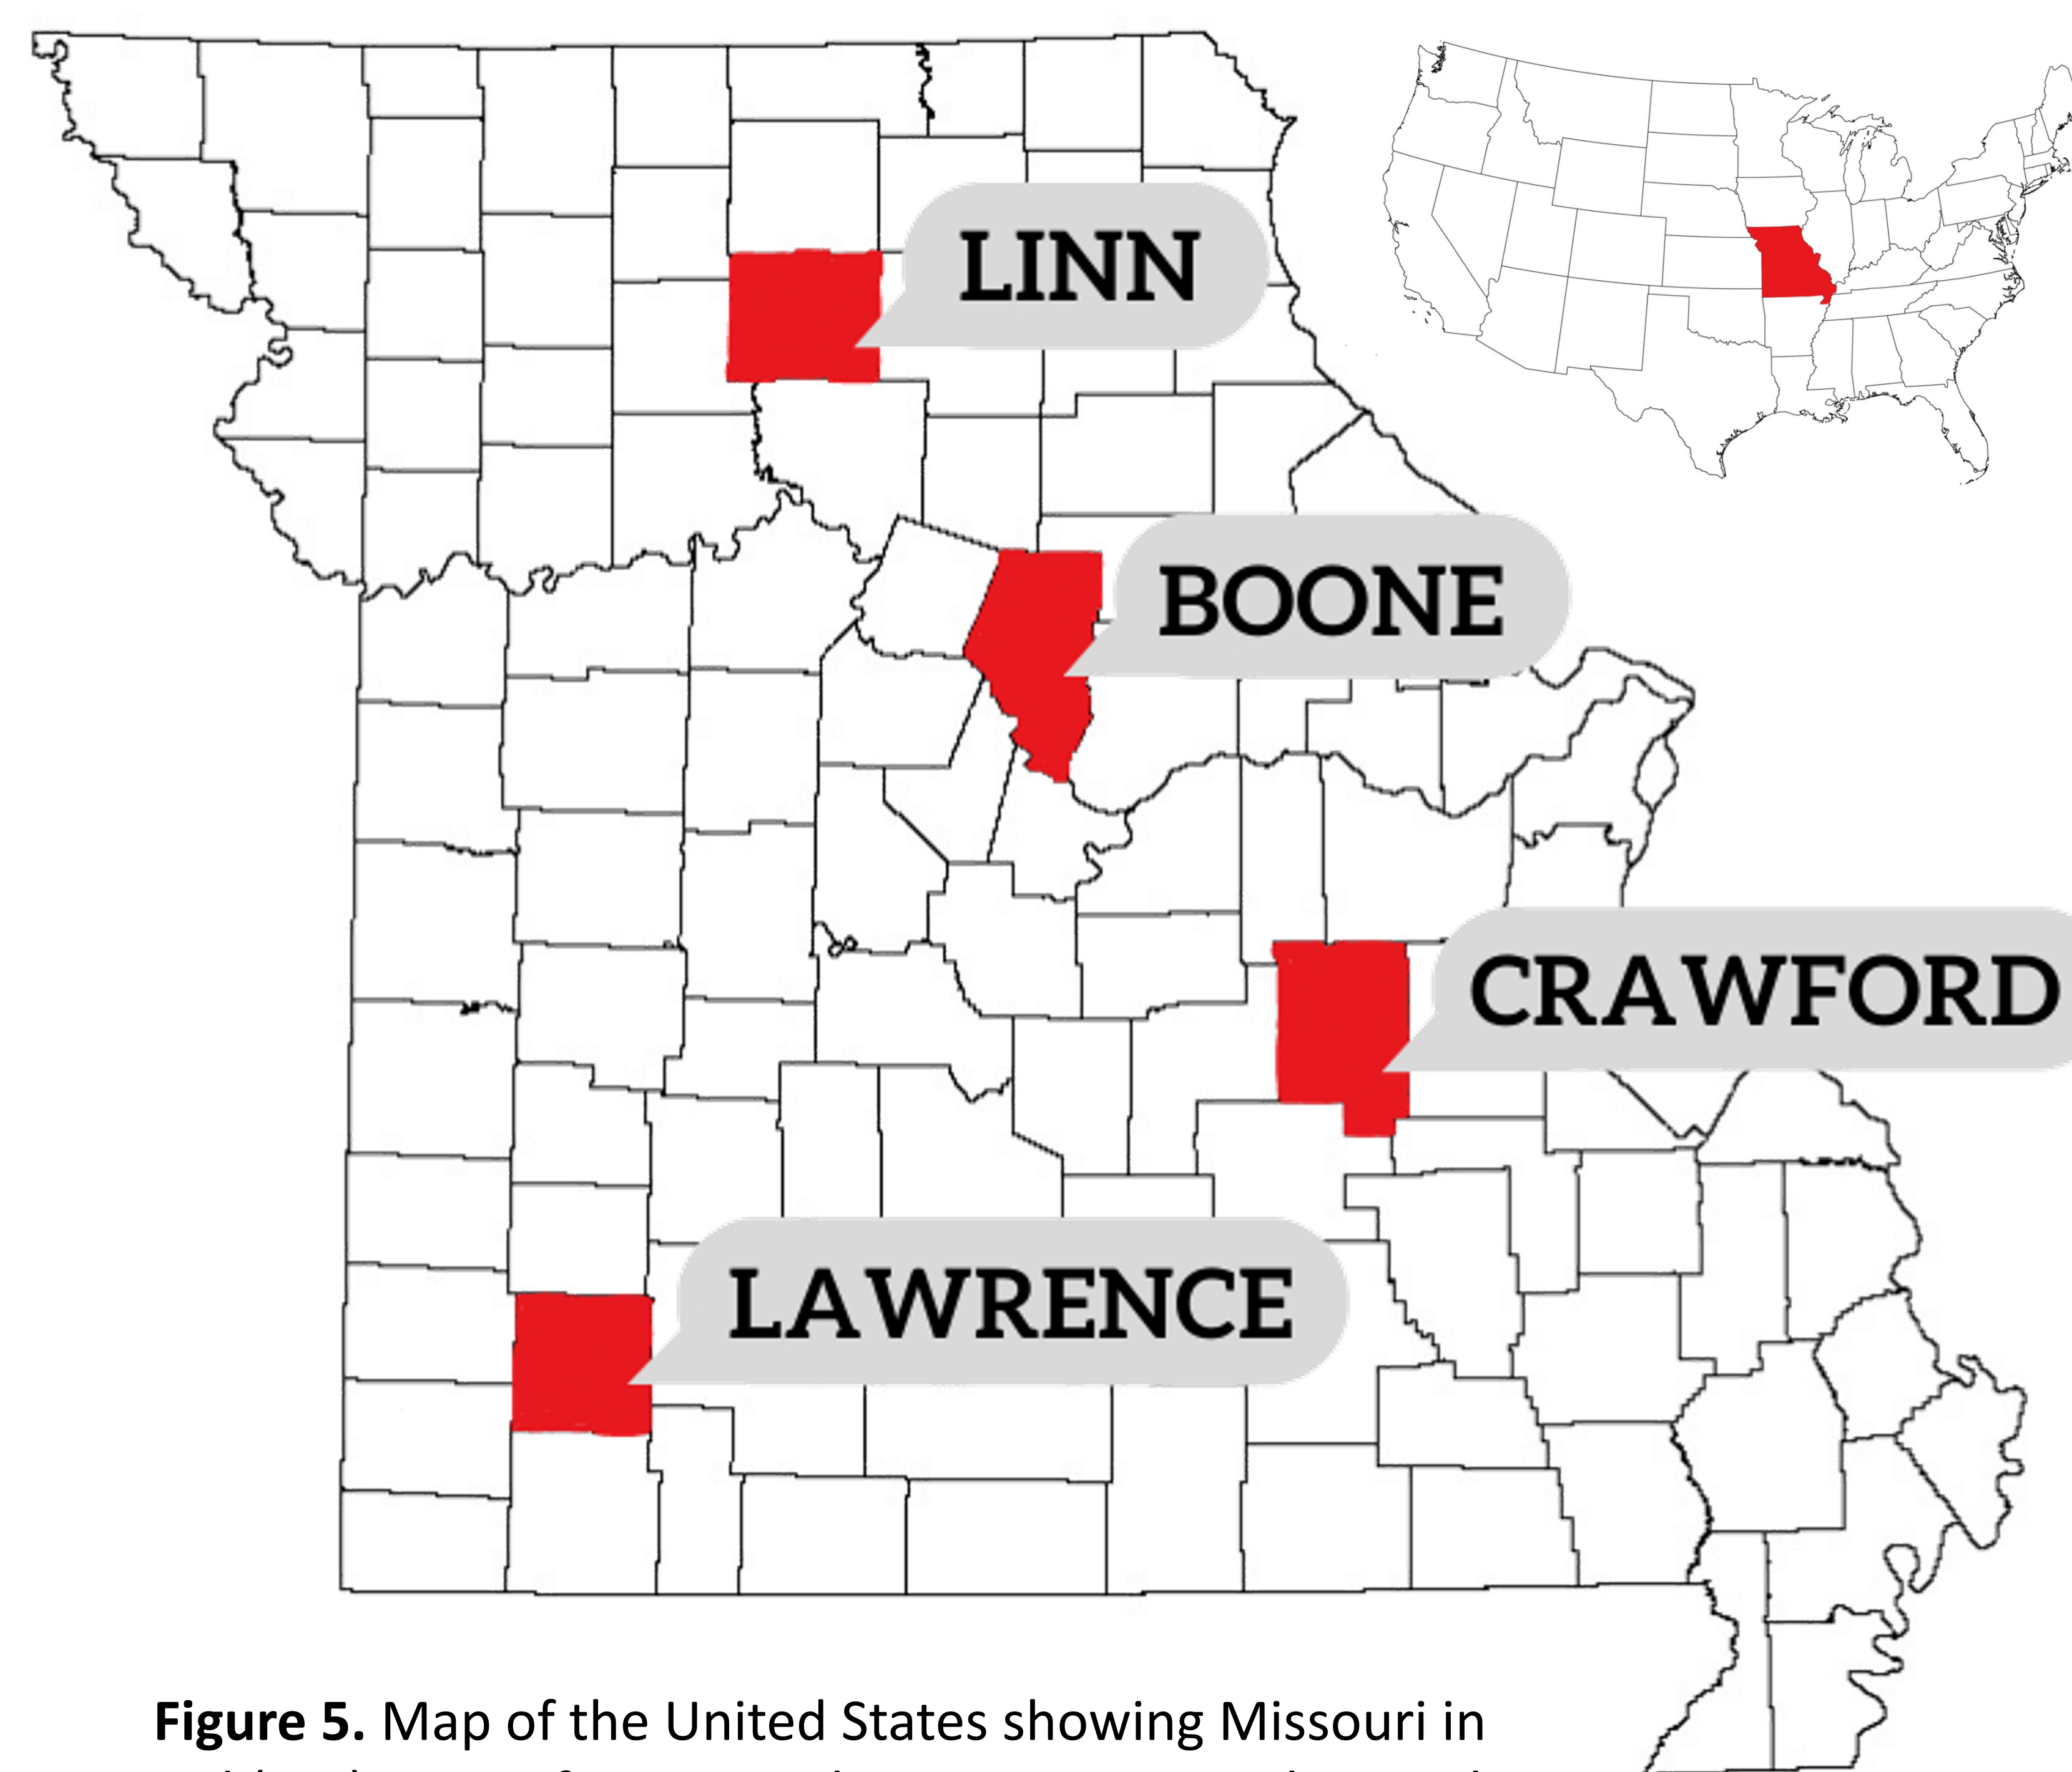 LINN
BOONE
CRAWFORD
LAWRENCE
Figure 5. Map of the United States showing Missouri in